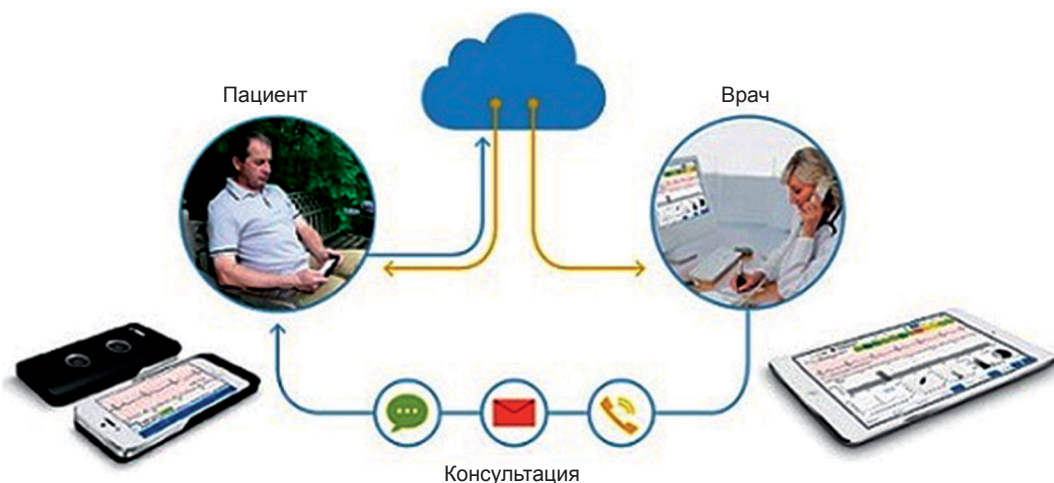 Пациент
Врач
Консультация